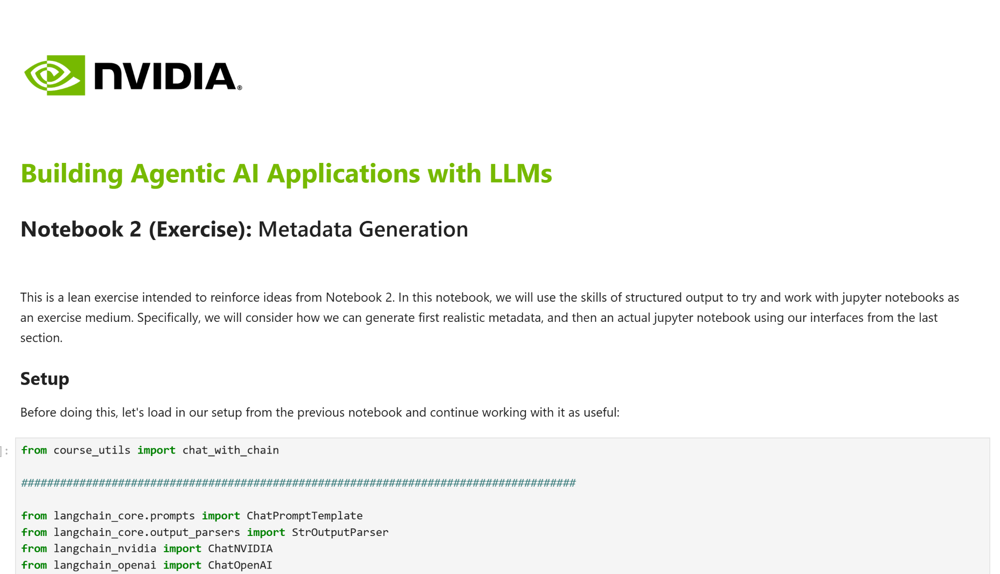 NVIDIA®
Building Agentic AI Applications with LLMs
Notebook 2 (Exercise): Metadata Generation
This is a lean exercise intended to reinforce ideas from Notebook 2. In this notebook, we will use the skills of structured output to try and work with jupyter notebooks as
an exercise medium. Specifically, we will consider how we can generate first realistic metadata, and then an actual jupyter notebook using our interfaces from the last
section.
Setup
Before doing this, let's load in our setup from the previous notebook and continue working with it as useful:
]:
from course_utils import chat_with_chain
######################################################################################
from langchain_core.prompts import ChatPromptTemplate
from langchain_core.output_parsers import StrOutputParser
from langchain_nvidia import ChatNVIDIA
from langchain_openai import ChatOpenAI